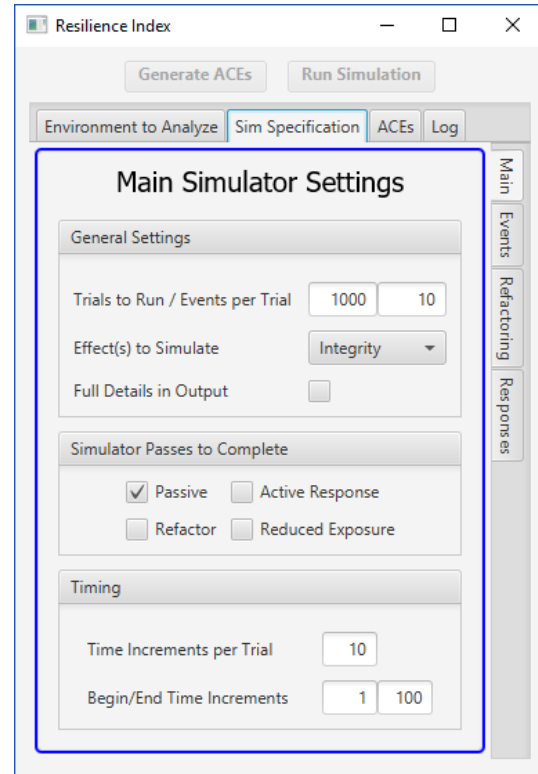 Resilience Index
Generate ACEs Run Simulation
Environment to Analyze Sim Specification ACEs Log
Main Simulator Settings
General Settings
Trials to Run / Events per Trial 1000 10
Effect(s) to Simulate Integrity
Full Details in Output
Simulator Passes to Complete
Passive Active Response
Refactor Reduced Exposure
Timing
Time Increments per Trial 10
Begin/End Time Increments 1 100
Main
Events
Refactoring
Responses